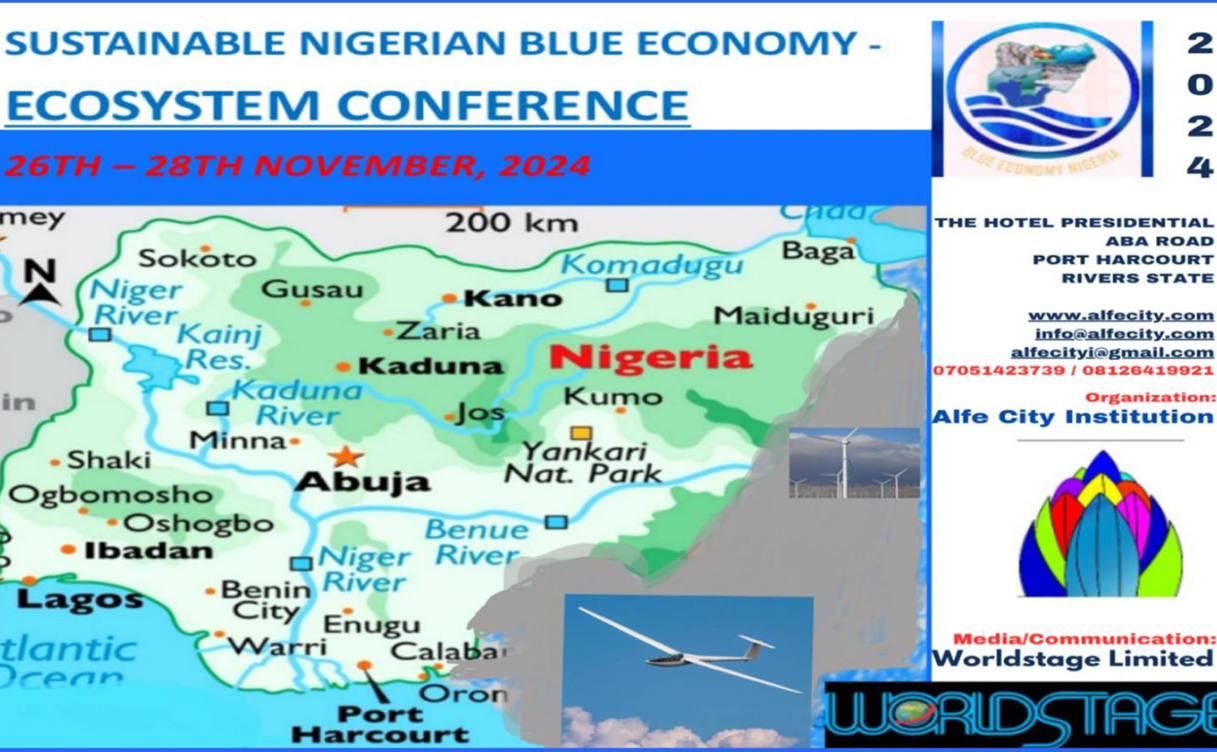 SUSTAINABLE NIGERIAN BLUE ECONOMY -
ECOSYSTEM CONFERENCE
26TH – 28TH NOVEMBER, 2024
BLUE ECONOMY NIGERIA
2
0
2
4
THE HOTEL PRESIDENTIAL
ABA ROAD
PORT HARCOURT
RIVERS STATE
www.alfecity.com
info@alfecity.com
alfecityi@gmail.com
07051423739 / 08126419921
Organization:
Alfe City Institution
Media/Communication:
Worldstage Limited
WORLDSTAGE
mey
200 km
Chad
Sokoto
Baga
N
Niger
River
Gusau
Komadugu
Kano
Kainj
Res.
Zaria
Maiduguri
Kaduna
Nigeria
in
Kaduna
River
Jos
Kumo
Minna
Yankari
Nat. Park
Shaki
Abuja
Ogbomosho
Oshogbo
Benue
River
Ibadan
Niger
River
Lagos
Benin
City
Enugu
tlantic
Ocean
Warri
Calabar
Oron
Port
Harcourt